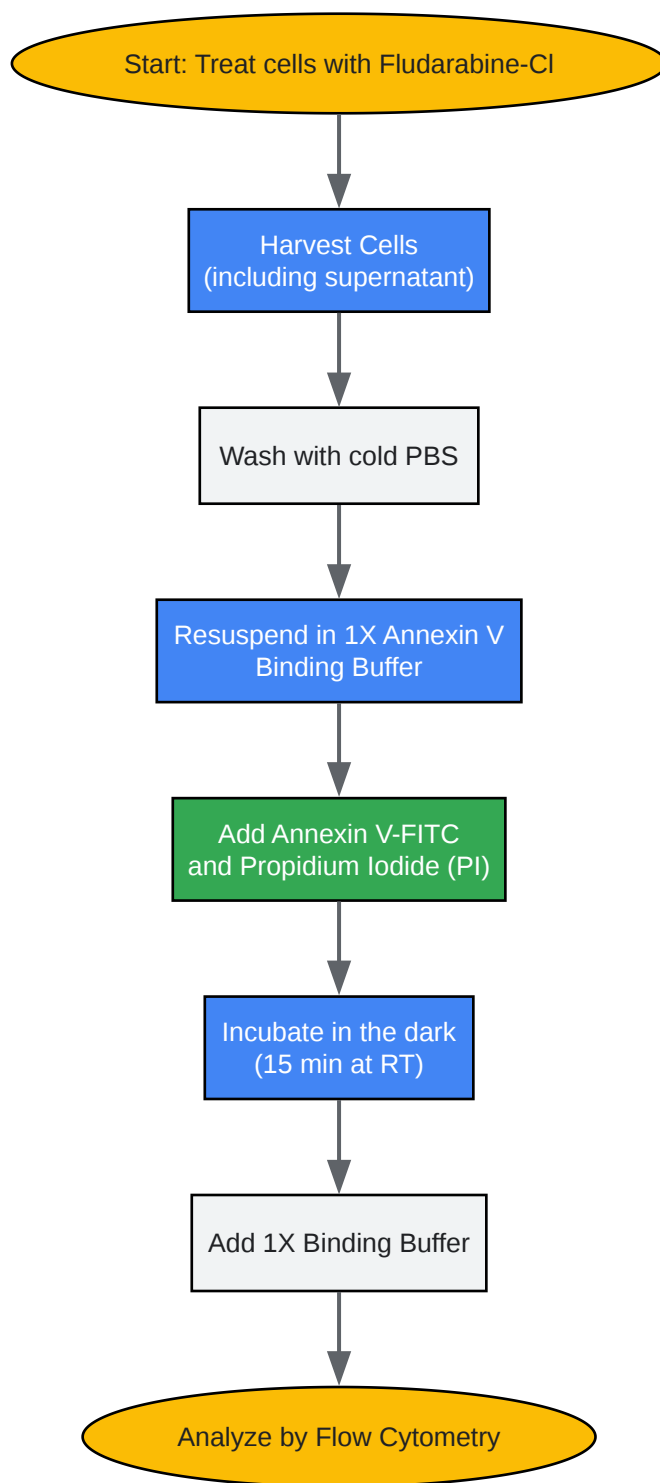 Start: Treat cells with Fludarabine-Cl
Harvest Cells
(including supernatant)
Wash with cold PBS
Resuspend in 1X Annexin V
Binding Buffer
Add Annexin V-FITC
and Propidium Iodide (PI)
Incubate in the dark
(15 min at RT)
Add 1X Binding Buffer
Analyze by Flow Cytometry